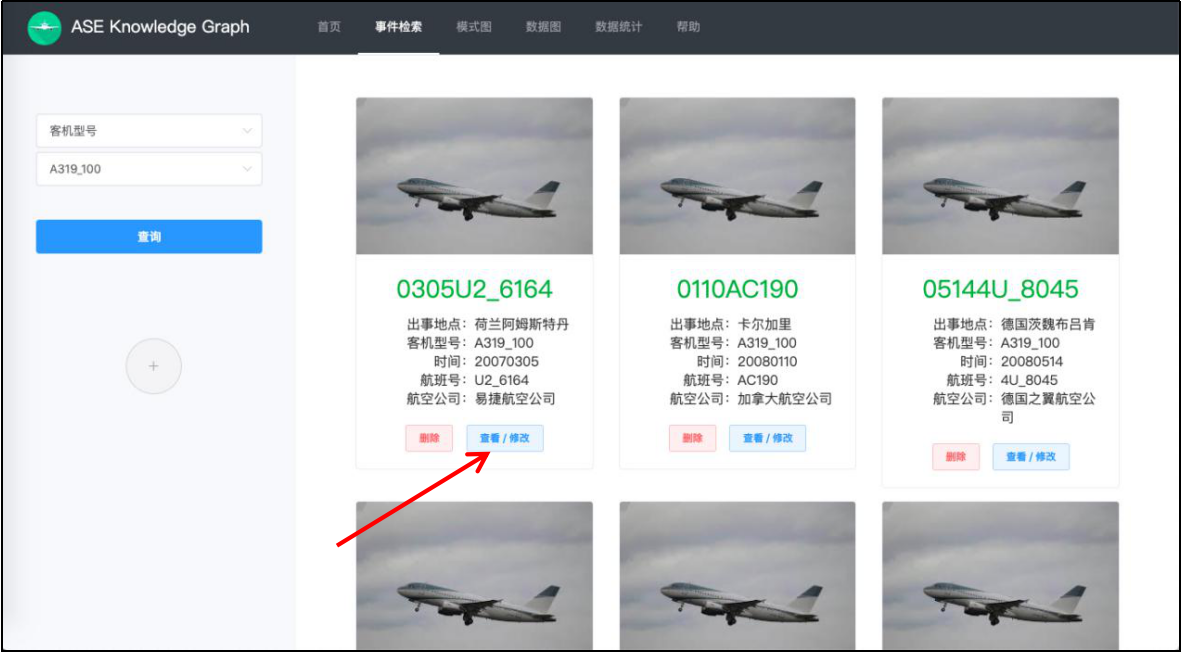 ASE Knowledge Graph
首页
事件检索
模式图
数据图
数据统计
帮助
客机型号
A319_100
查询
+
0305U2_6164
出事地点：荷兰阿姆斯特丹
客机型号：A319_100
时间：20070305
航班号：U2_6164
航空公司：易捷航空公司
删除
查看 / 修改
0110AC190
出事地点：卡尔加里
客机型号：A319_100
时间：20080110
航班号：AC190
航空公司：加拿大航空公司
删除
查看 / 修改
05144U_8045
出事地点：德国茨魏布吕肯
客机型号：A319_100
时间：20080514
航班号：4U_8045
航空公司：德国之翼航空公
司
删除
查看 / 修改